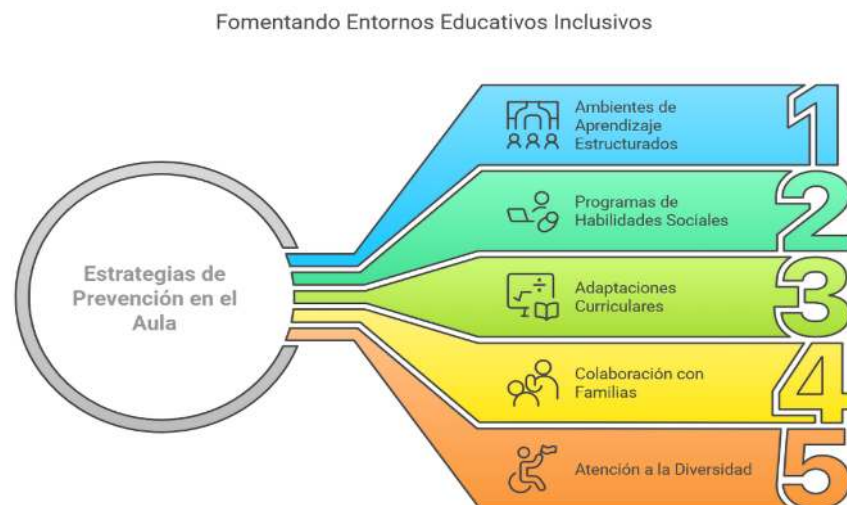 Fomentando Entornos Educativos Inclusivos
Estrategias de
Prevención en el
Aula
Ambientes de
Aprendizaje
Estructurados
1
Programas de
Habilidades Sociales
2
Adaptaciones
Curriculares
3
Colaboración con
Familias
4
Atención a la Diversidad
5